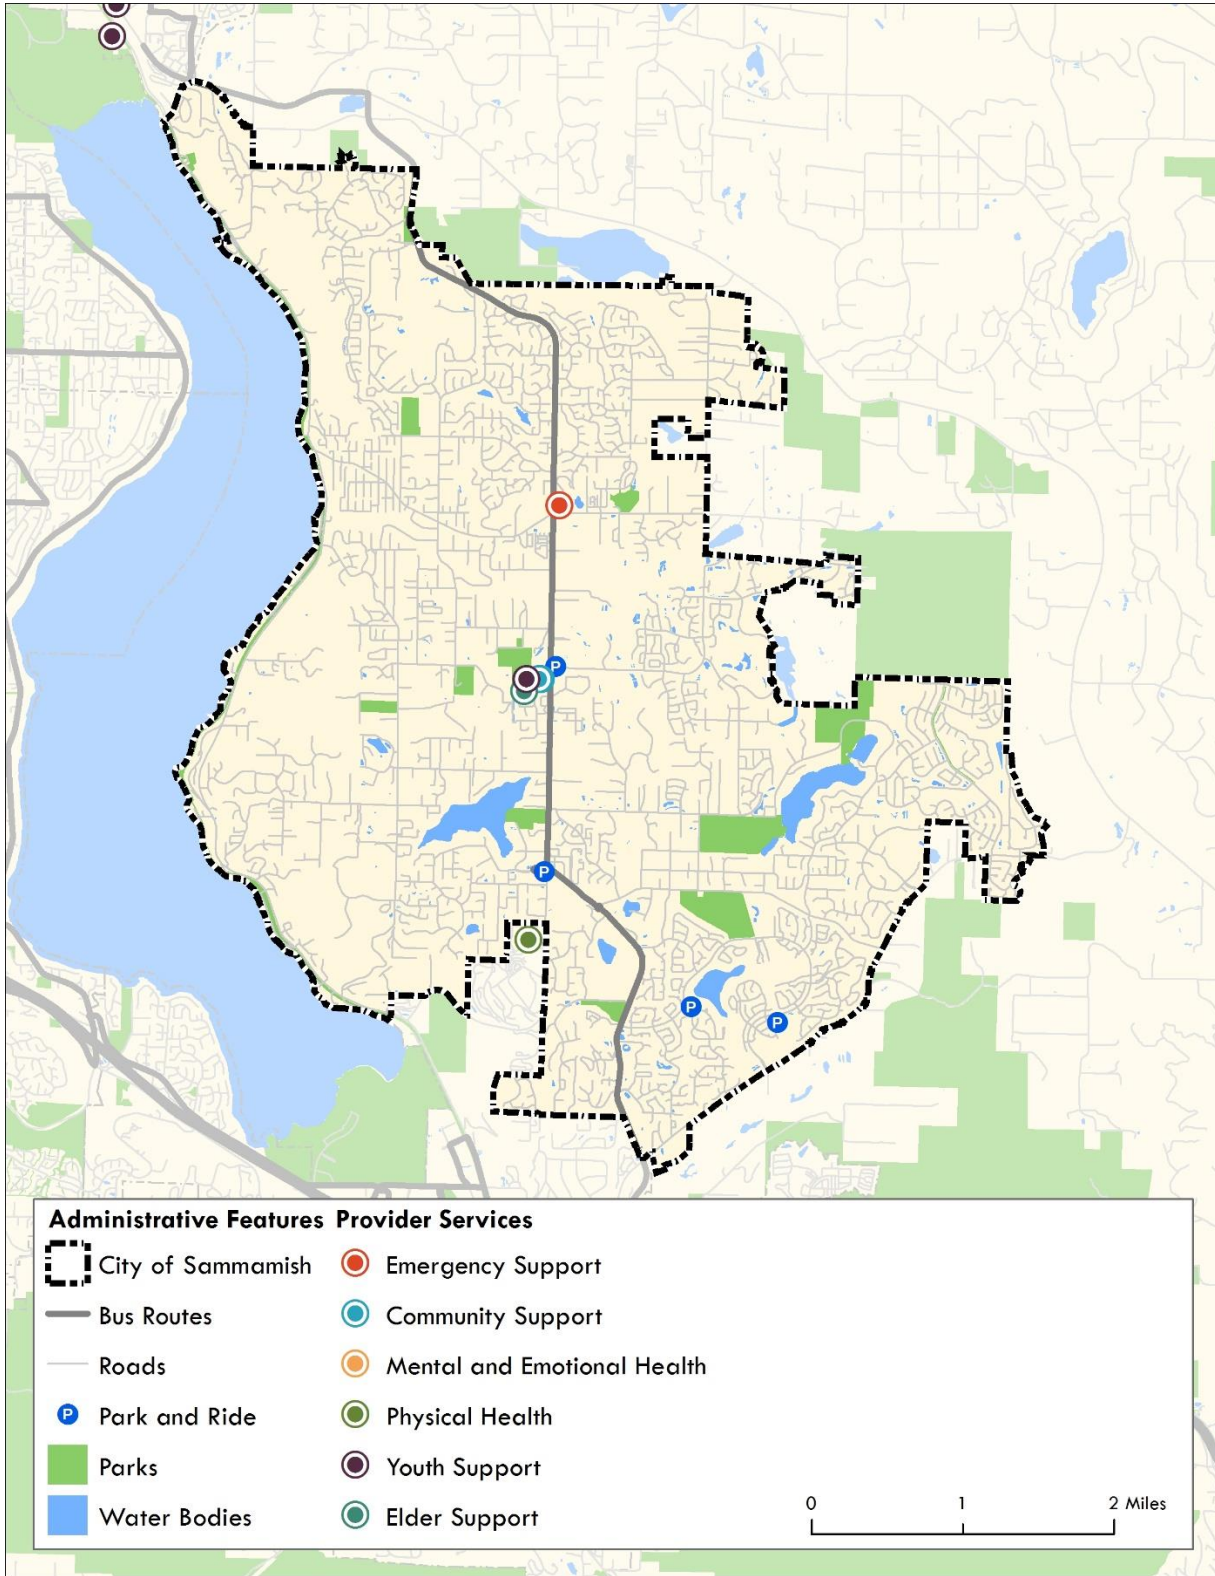 P
P
P
P
Administrative Features Provider Services
City of Sammamish Emergency Support
Bus Routes Community Support
Roads Mental and Emotional Health
P Park and Ride Physical Health
Parks Youth Support
Water Bodies Elder Support
0 1 2 Miles